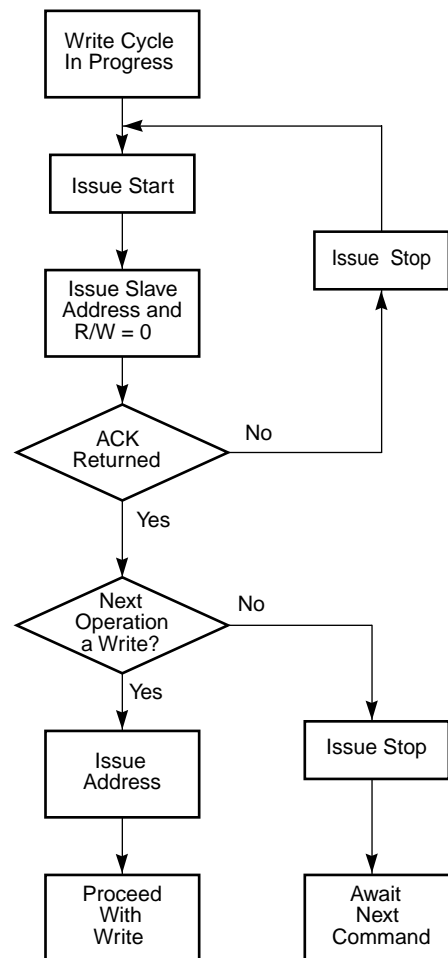 Write Cycle
In Progress
Issue Start
Issue Stop
Issue Slave
Address and
R/W = 0
ACK
Returned
No
Yes
Next
Operation
a Write?
No
Yes
Issue
Address
Issue Stop
Proceed
With
Write
Await
Next
Command